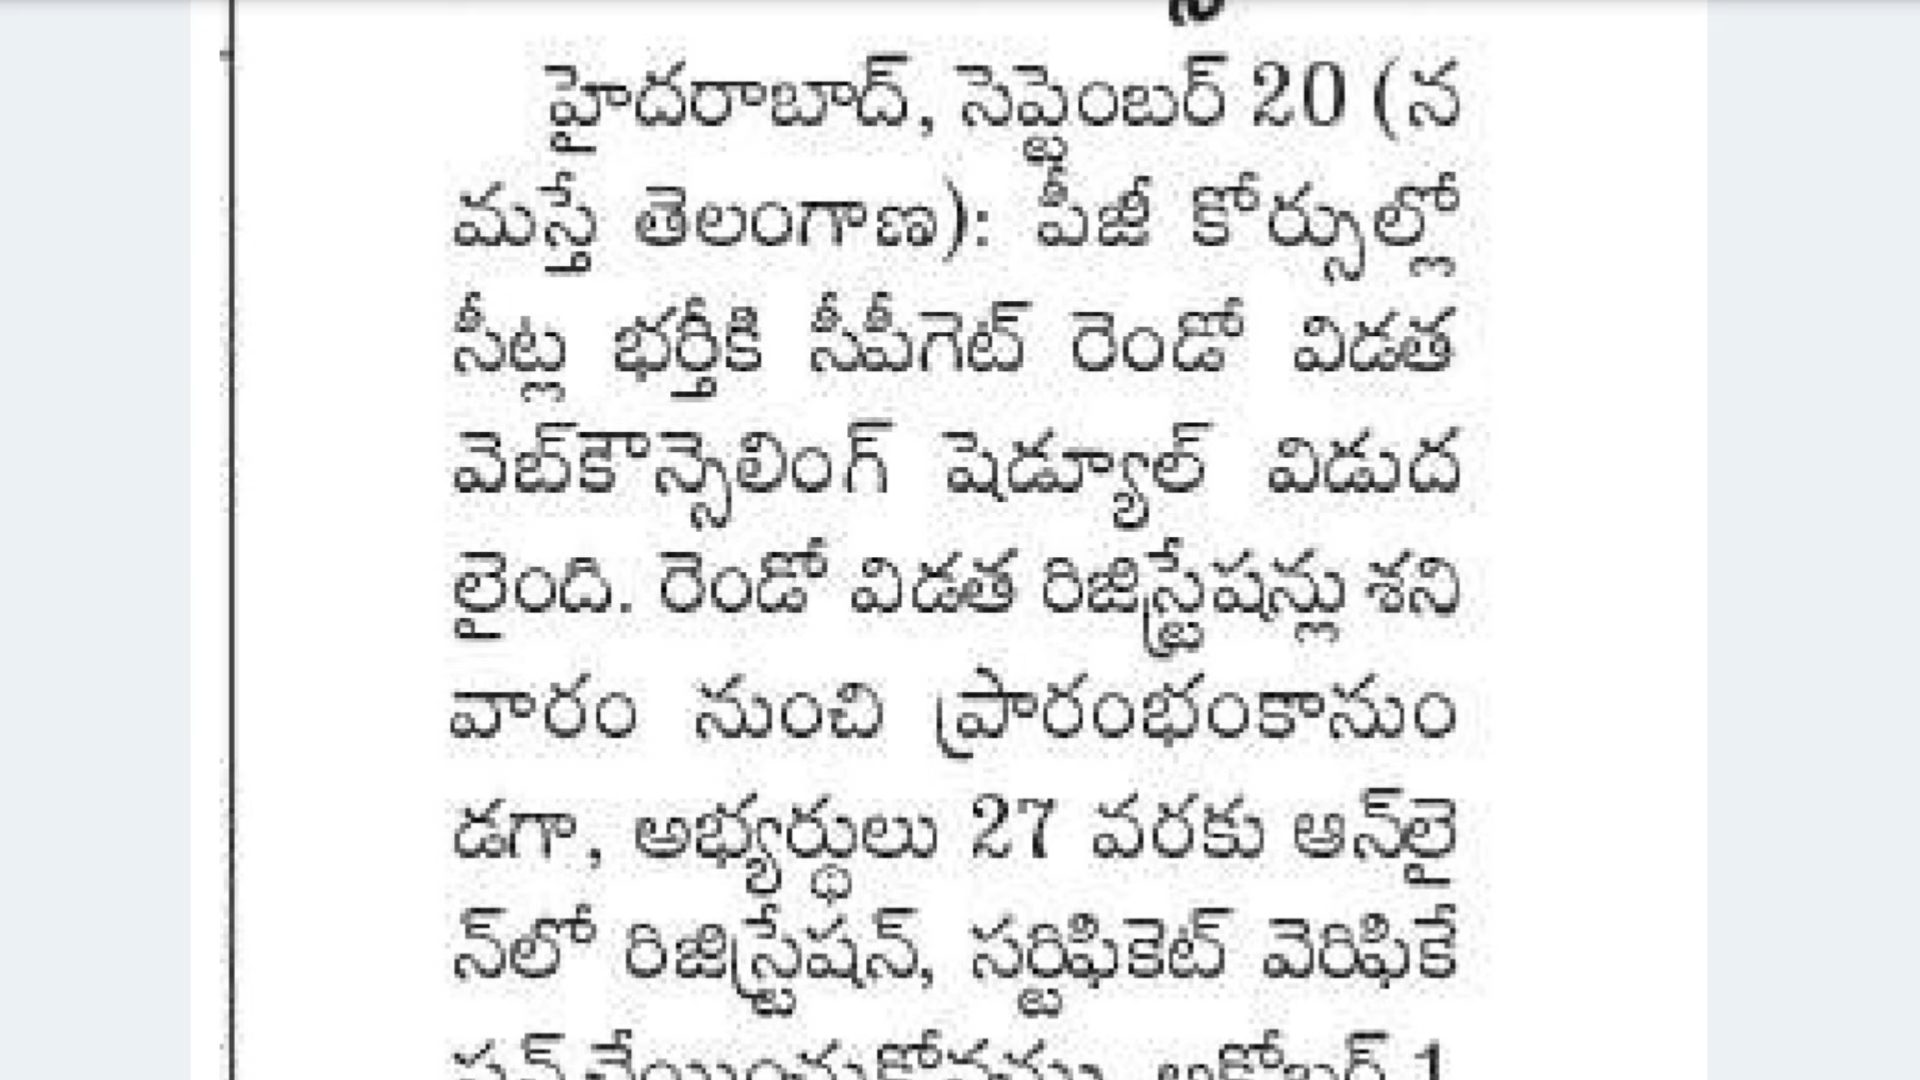 హైదరాబాద్, సెప్టెంబర్ 20 (న
మస్తే తెలంగాణ): పీజీ కోర్సుల్లో
సీట్ల భర్తీకి సీపీగెట్ రెండో విడత
వెబ్‌కౌన్సెలింగ్ షెడ్యూల్ విడుద
లైంది. రెండో విడత రిజిస్ట్రేషన్లు శని
వారం నుంచి ప్రారంభంకానుం
డగా, అభ్యర్థులు 27 వరకు ఆన్‌లై
న్‌లో రిజిస్ట్రేషన్, సర్టిఫికెట్ వెరిఫికే